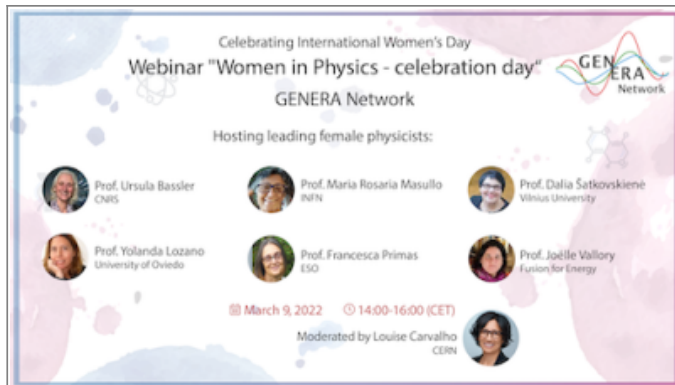 Celebrating International Women's Day
Webinar "Women in Physics - celebration day"
GENERA Network
GEN
ERA
Network
Hosting leading female physicists:
Prof. Ursula Bassler
CNRS
Prof. Maria Rosaria Masullo
INFN
Prof. Dalia Šatkovskienė
Vilnius University
Prof. Yolanda Lozano
University of Oviedo
Prof. Francesca Primas
ESO
Prof. Joëlle Vallory
Fusion for Energy
March 9, 2022 14:00-16:00 (CET)
Moderated by Louise Carvalho
CERN